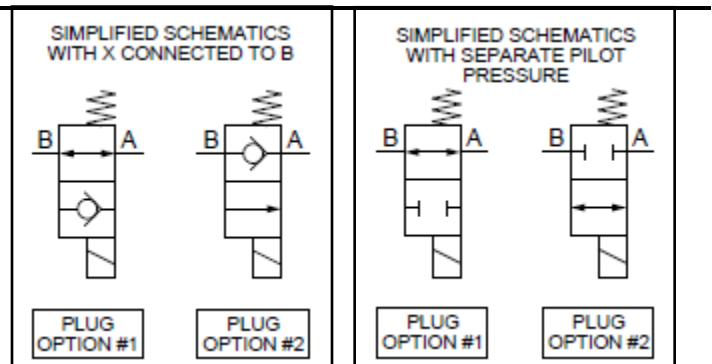 SIMPLIFIED SCHEMATICS
WITH X CONNECTED TO B
B A
B A
PLUG
OPTION #1
PLUG
OPTION #2
SIMPLIFIED SCHEMATICS
WITH SEPARATE PILOT
PRESSURE
B A
B A
PLUG
OPTION #1
PLUG
OPTION #2